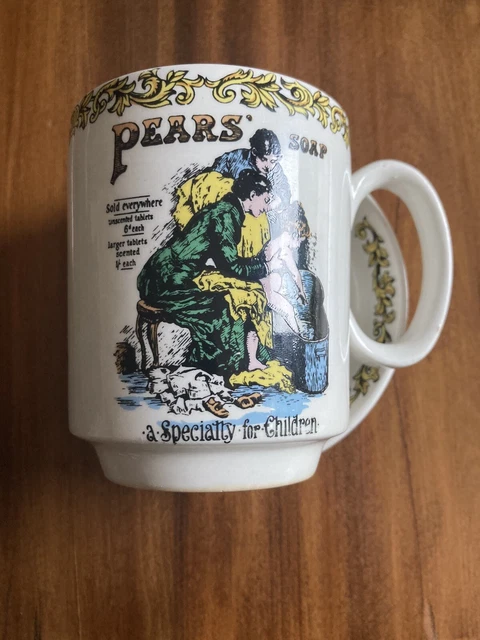 PEARS'
SOAP
Sold everywhere
unscented tablets
6d each
larger tablets
scented
1/- each
·a·Specialty·for·Children·